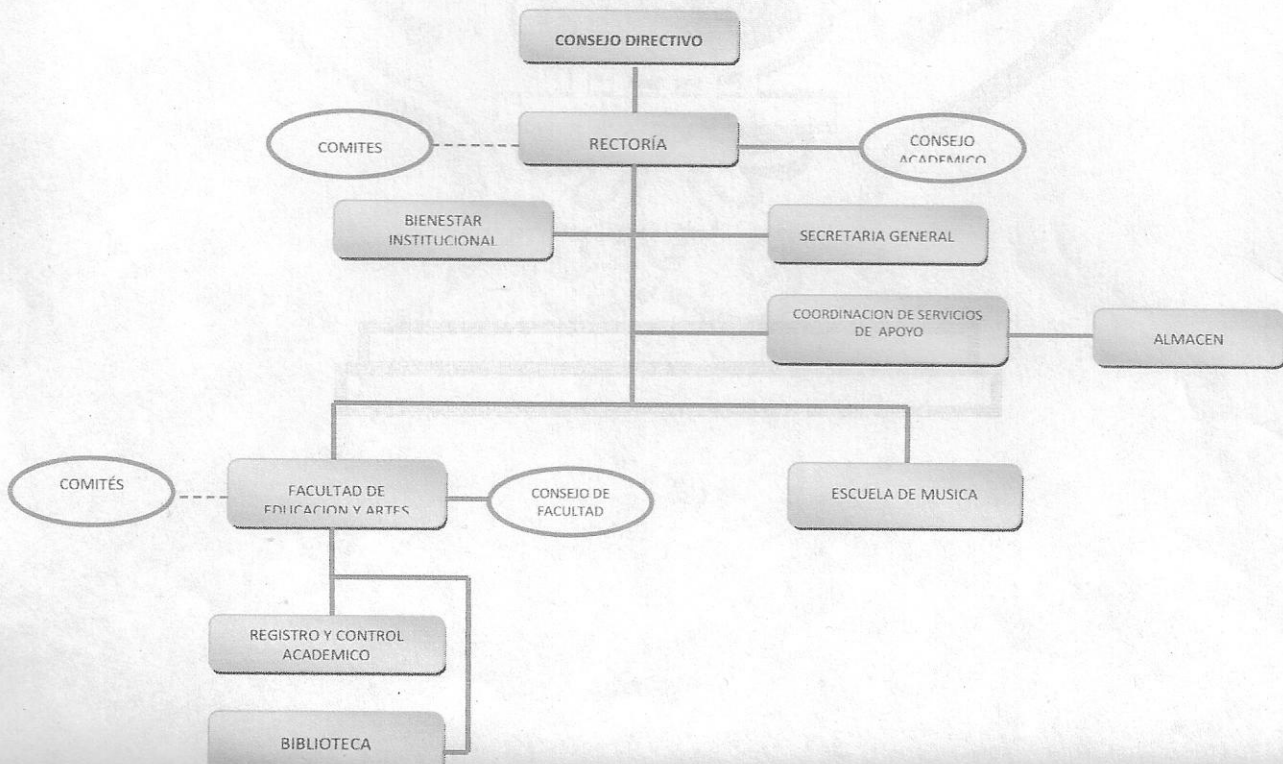 CONSEJO DIRECTIVO
COMITES
RECTORÍA
CONSEJO
ACADEMICO
BIENESTAR
INSTITUCIONAL
SECRETARIA GENERAL
COORDINACION DE SERVICIOS
DE APOYO
ALMACEN
COMITÉS
FACULTAD DE
EDUCACION Y ARTES
CONSEJO DE
FACULTAD
ESCUELA DE MUSICA
REGISTRO Y CONTROL
ACADEMICO
BIBLIOTECA